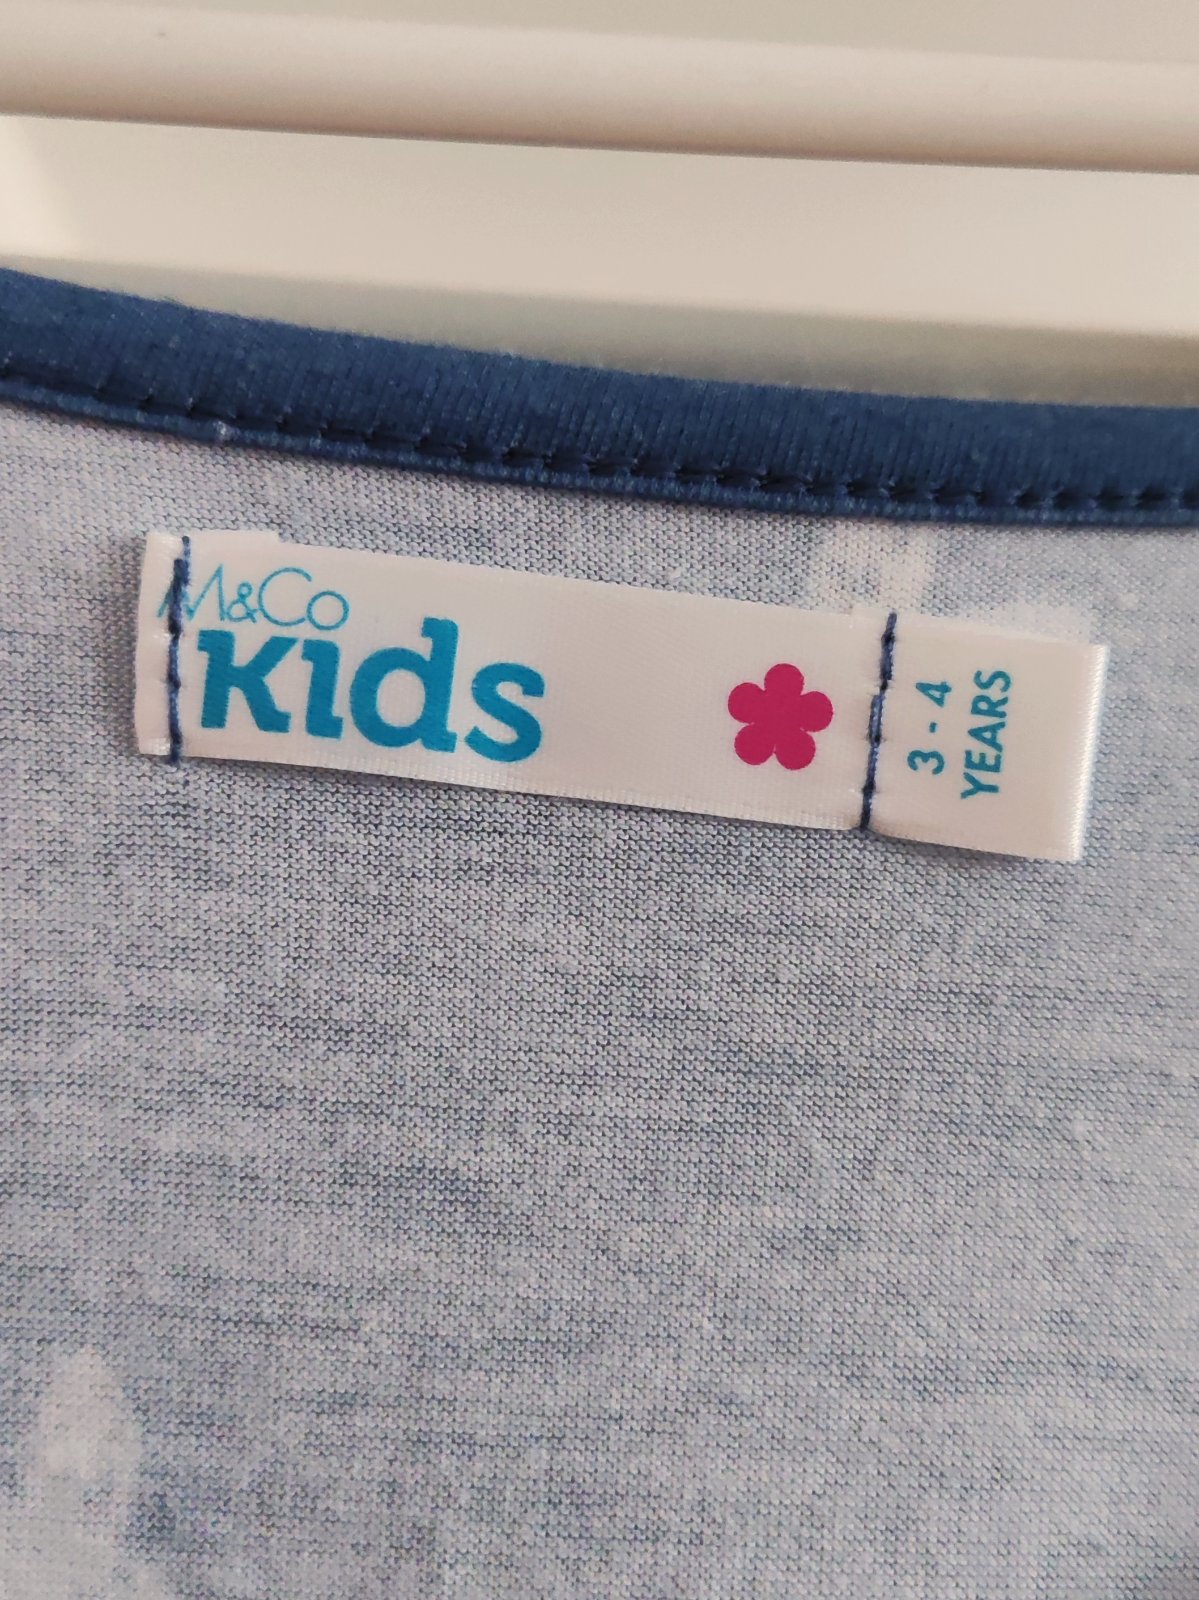 M&Co
Kids
3 - 4
YEARS